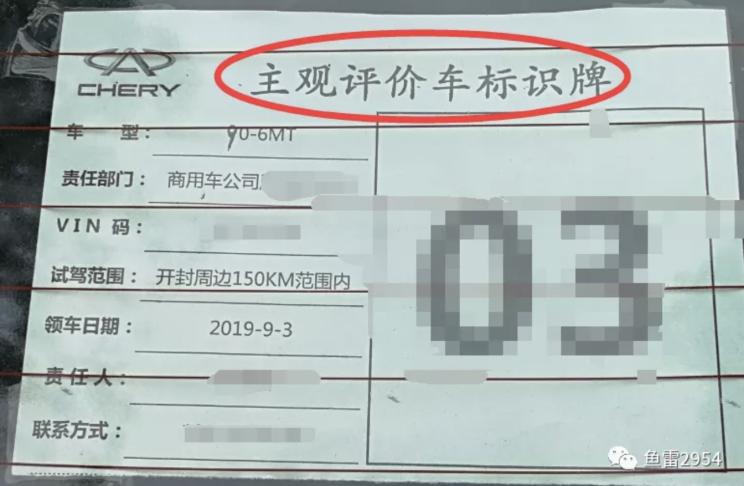 CHERY
主观评价车标识牌
车 型: 90-6MT
责任部门: 商用车公司
VIN 码:
试驾范围: 开封周边150KM范围内
领车日期: 2019-9-3
责 任 人:
联系方式:
03
鱼雷2954